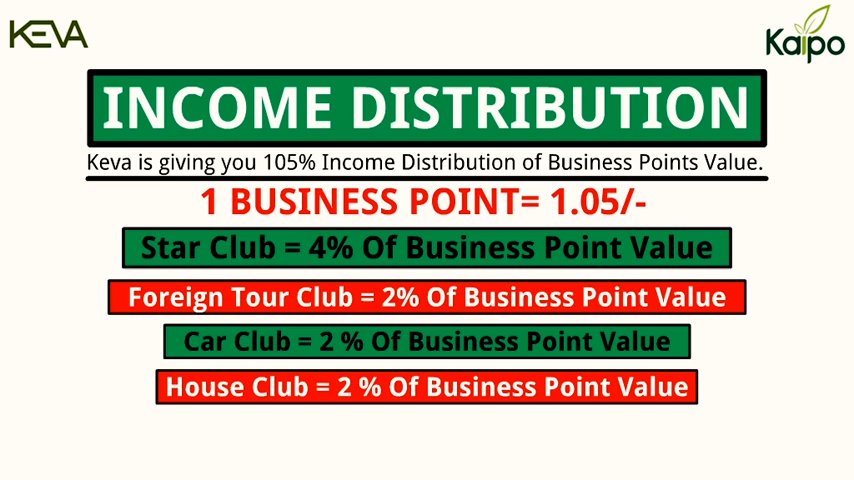 KEVA
Kaipo
INCOME DISTRIBUTION
Keva is giving you 105% Income Distribution of Business Points Value.
1 BUSINESS POINT= 1.05/-
Star Club = 4% Of Business Point Value
Foreign Tour Club = 2% Of Business Point Value
Car Club = 2 % Of Business Point Value
House Club = 2 % Of Business Point Value